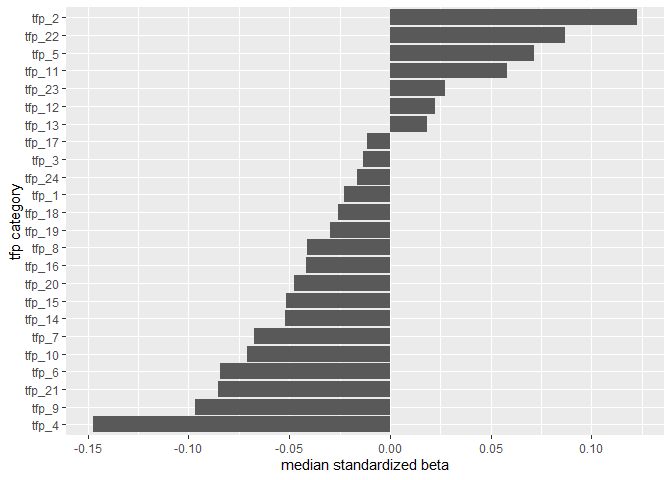 tfp_2
tfp_22
tfp_5
tfp_11
tfp_23
tfp_12
tfp_13
tfp_17
tfp_3
tfp_24
tfp_1
tfp_18
tfp_19
tfp_8
tfp_16
tfp_20
tfp_15
tfp_14
tfp_7
tfp_10
tfp_6
tfp_21
tfp_9
tfp_4
tfp category
-0.15 -0.10 -0.05 0.00 0.05 0.10
median standardized beta